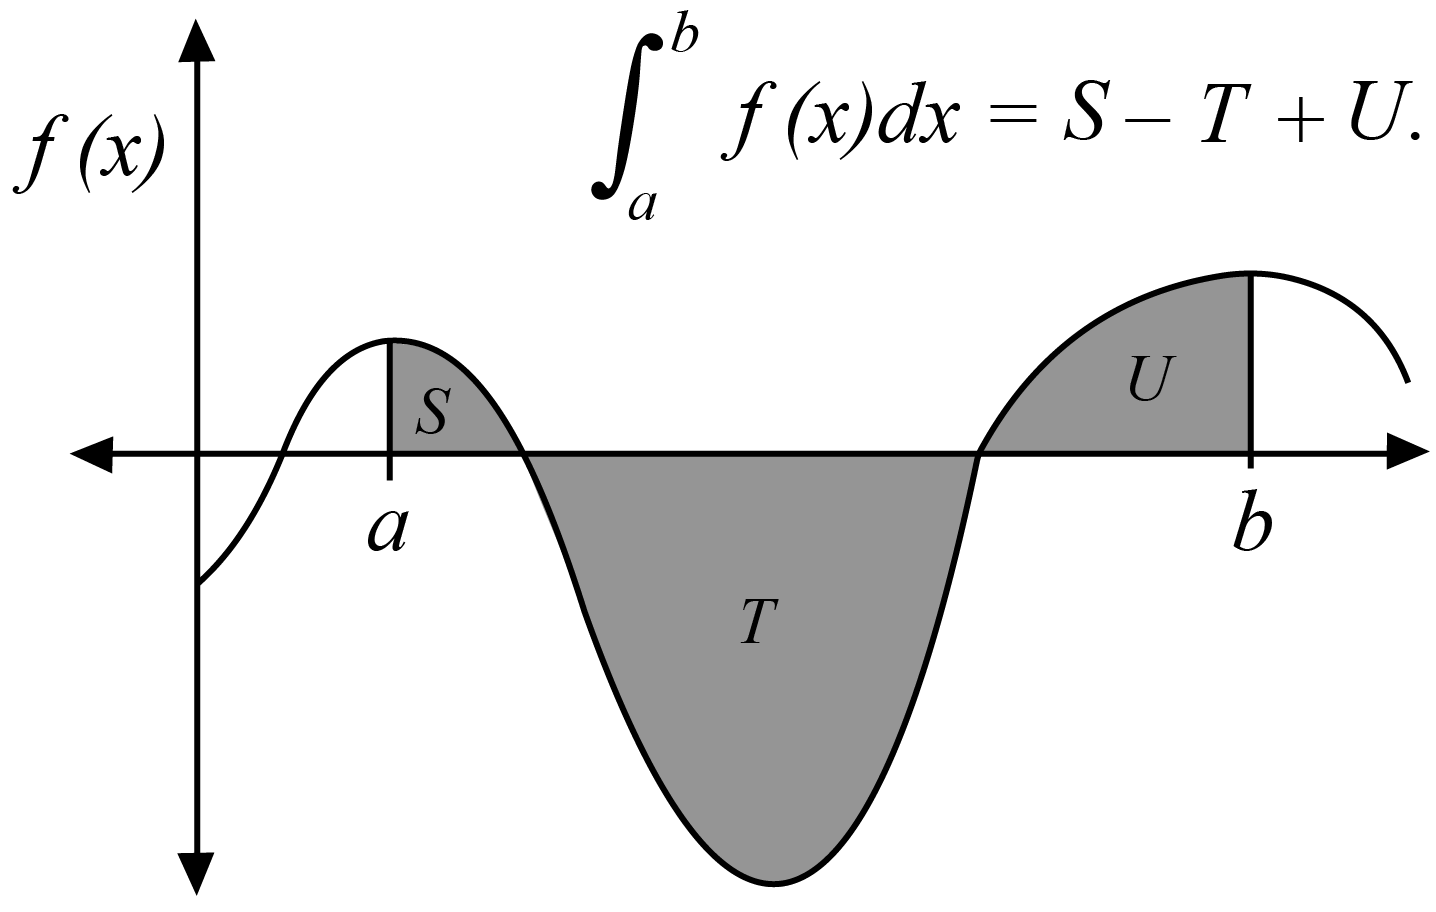 ∫_a^b f(x)dx = S − T + U.
f(x)
S
U
a
b
T